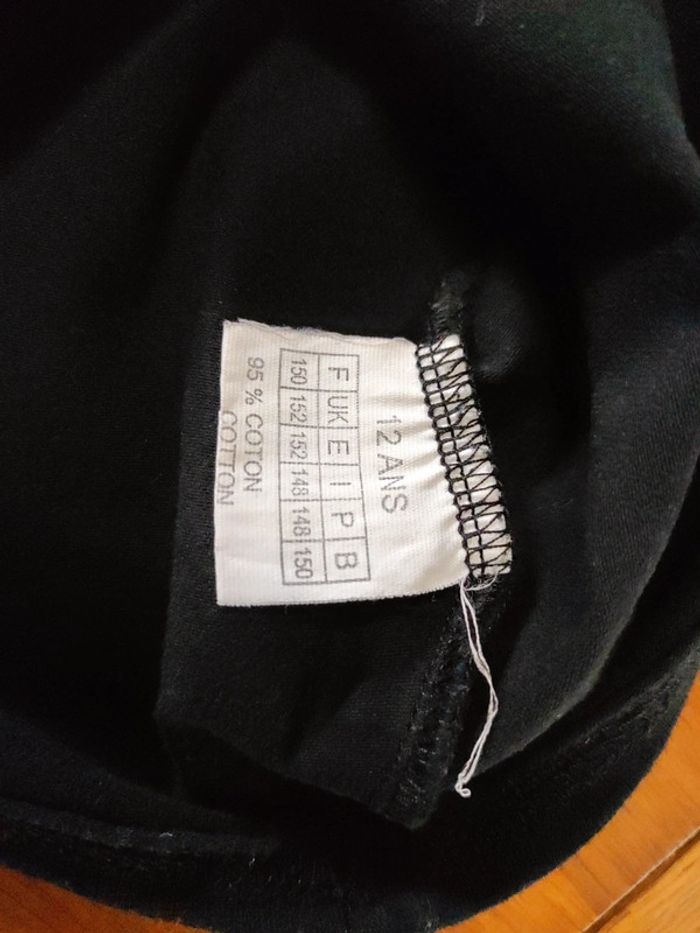 12 ANS
F UK E I P B
150 152 152 148 148 150
95 % COTON
COTTON